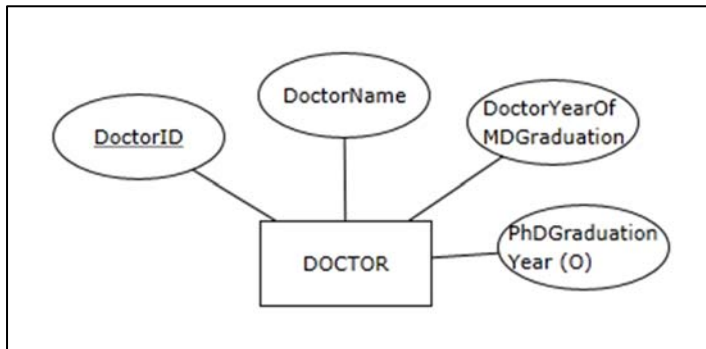 DoctorName
DoctorID
DoctorYearOf
MDGraduation
PhDGraduation
Year (O)
DOCTOR